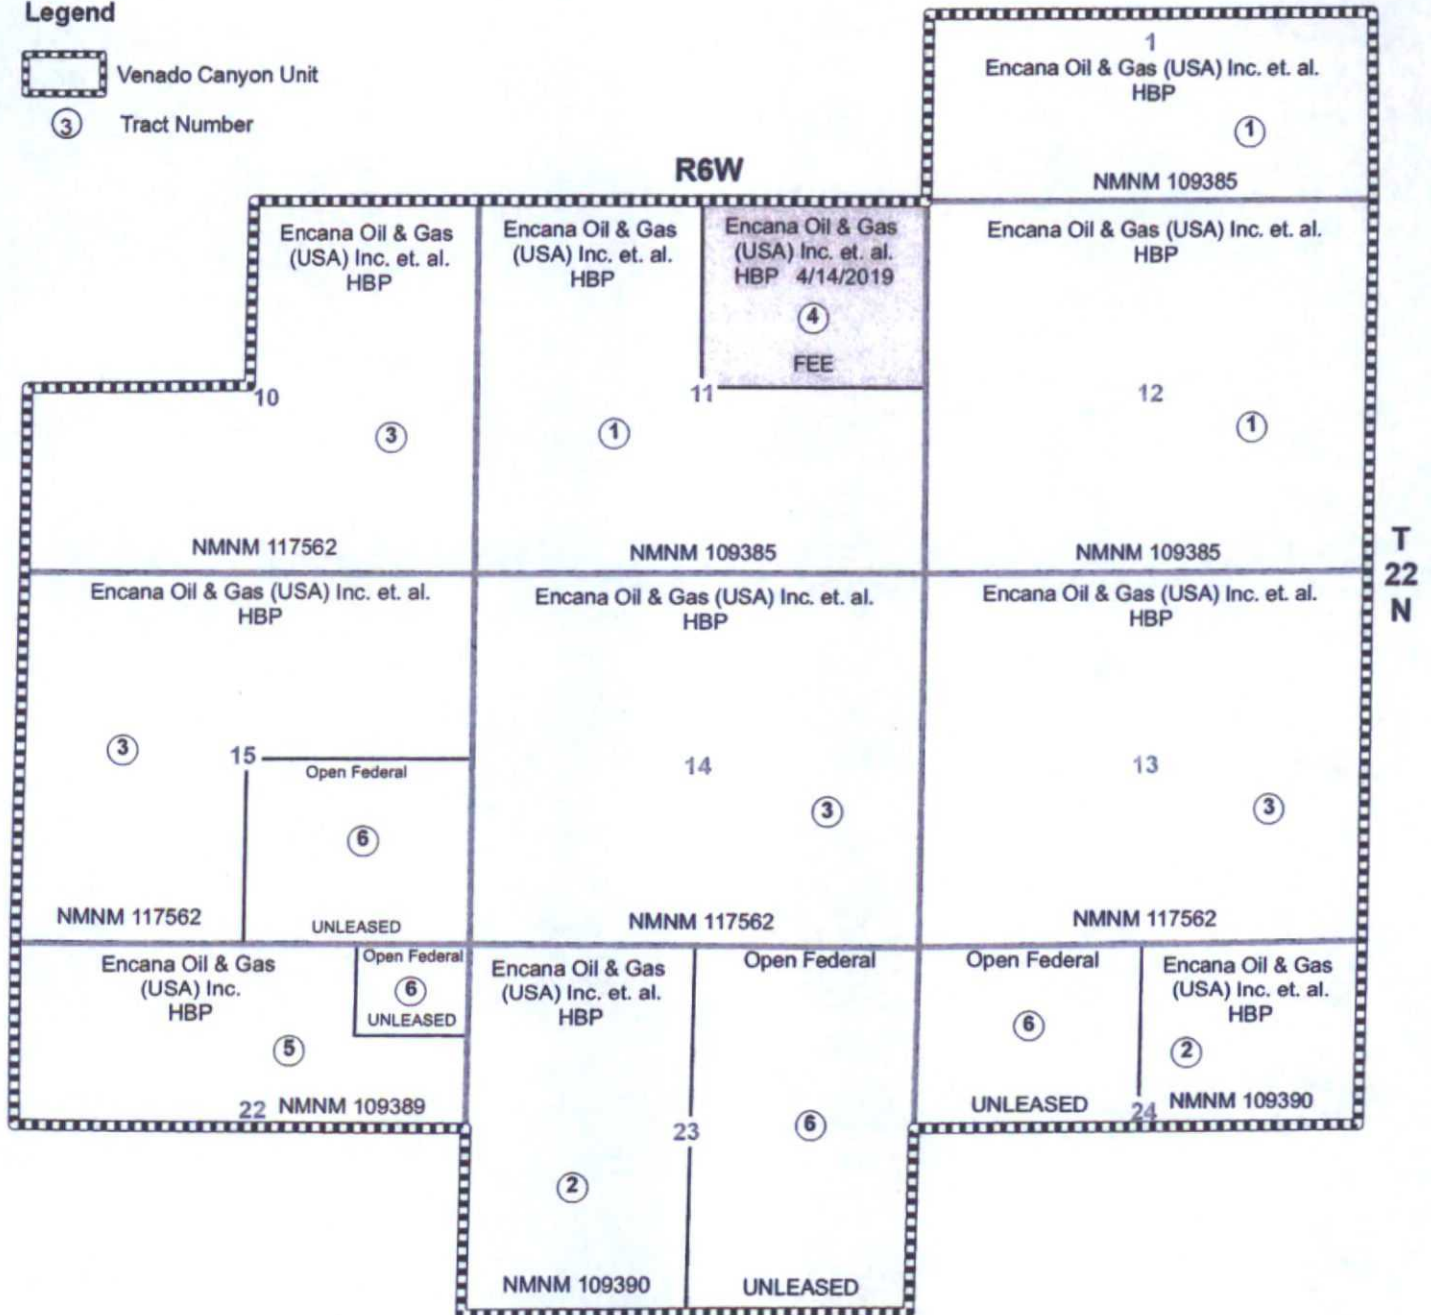 Legend
Venado Canyon Unit
3
Tract Number
R6W
1
Encana Oil & Gas (USA) Inc. et. al.
HBP
1
NMNM 109385
Encana Oil & Gas
(USA) Inc. et. al.
HBP
10
3
NMNM 117562
Encana Oil & Gas
(USA) Inc. et. al.
HBP
1
11
NMNM 109385
Encana Oil & Gas
(USA) Inc. et. al.
HBP 4/14/2019
4
FEE
Encana Oil & Gas (USA) Inc. et. al.
HBP
12
1
NMNM 109385
T
22
N
Encana Oil & Gas (USA) Inc. et. al.
HBP
3
15
NMNM 117562
Open Federal
6
UNLEASED
Encana Oil & Gas (USA) Inc. et. al.
HBP
14
3
NMNM 117562
Encana Oil & Gas (USA) Inc. et. al.
HBP
13
3
NMNM 117562
Encana Oil & Gas
(USA) Inc.
HBP
5
22 NMNM 109389
Open Federal
6
UNLEASED
Encana Oil & Gas
(USA) Inc. et. al.
HBP
2
23
NMNM 109390
Open Federal
6
UNLEASED
Open Federal
6
UNLEASED
24
Encana Oil & Gas
(USA) Inc. et. al.
HBP
2
NMNM 109390